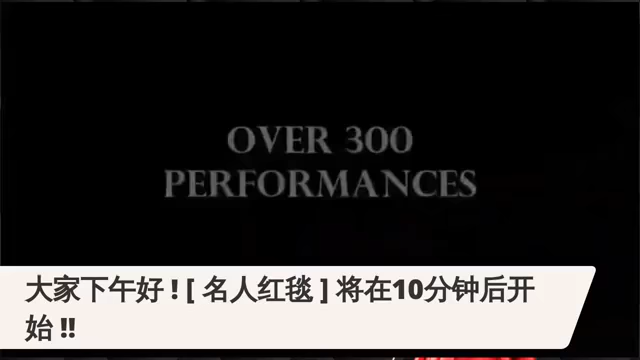 OVER 300
PERFORMANCES
大家下午好 ! [ 名人红毯 ] 将在10分钟后开
始 !!